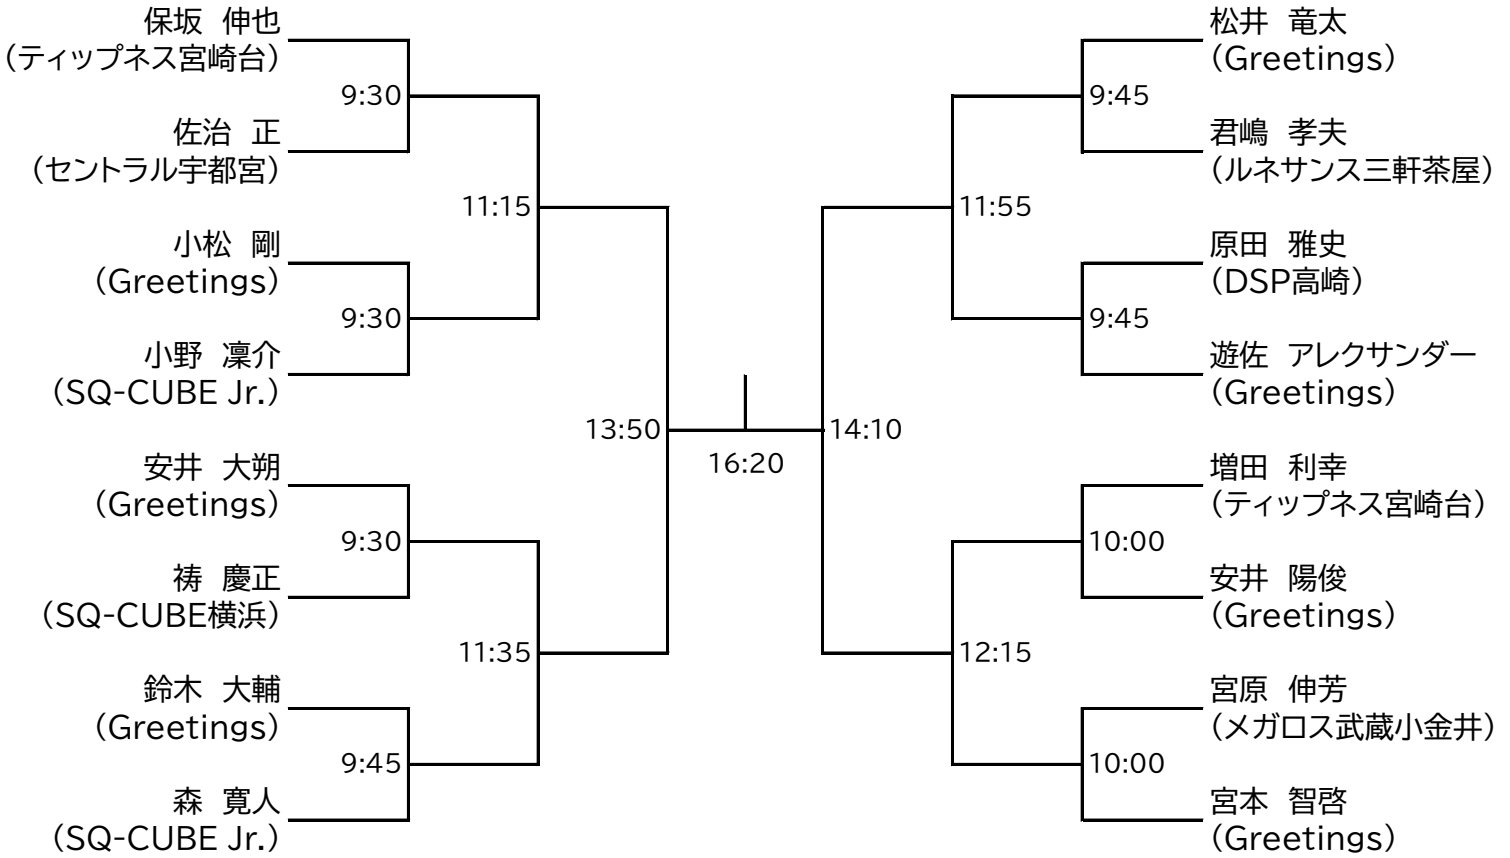 保坂　伸也
（ティップネス宮崎台）
9:30
佐治　正
（セントラル宇都宮）
11:15
小松　剛
（Greetings）
9:30
小野　凜介
（SQ-CUBE Jr.）
13:50
安井　大朔
（Greetings）
9:30
祷　慶正
（SQ-CUBE横浜）
11:35
鈴木　大輔
（Greetings）
9:45
森　寛人
（SQ-CUBE Jr.）
16:20
松井　竜太
（Greetings）
9:45
君嶋　孝夫
（ルネサンス三軒茶屋）
11:55
原田　雅史
（DSP高崎）
9:45
遊佐　アレクサンダー
（Greetings）
14:10
増田　利幸
（ティップネス宮崎台）
10:00
安井　陽俊
（Greetings）
12:15
宮原　伸芳
（メガロス武蔵小金井）
10:00
宮本　智啓
（Greetings）